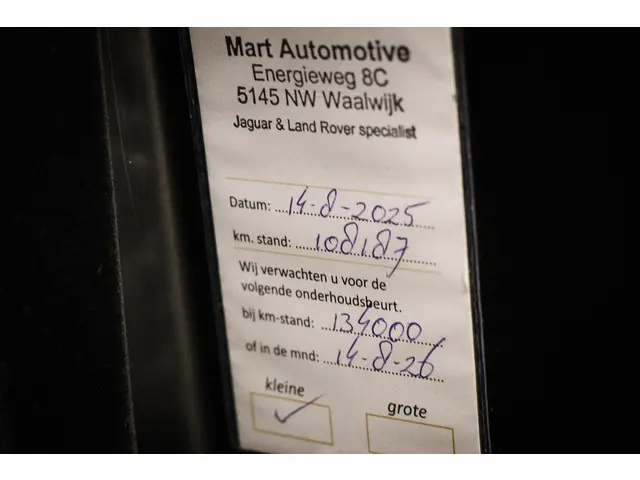 Mart Automotive
Energieweg 8C
5145 NW Waalwijk
Jaguar & Land Rover specialist
Datum: 14-8-2025
km. stand: 108187
Wij verwachten u voor de
volgende onderhoudsbeurt.
bij km-stand: 134000
of in de mnd: 14-8-26
kleine
grote